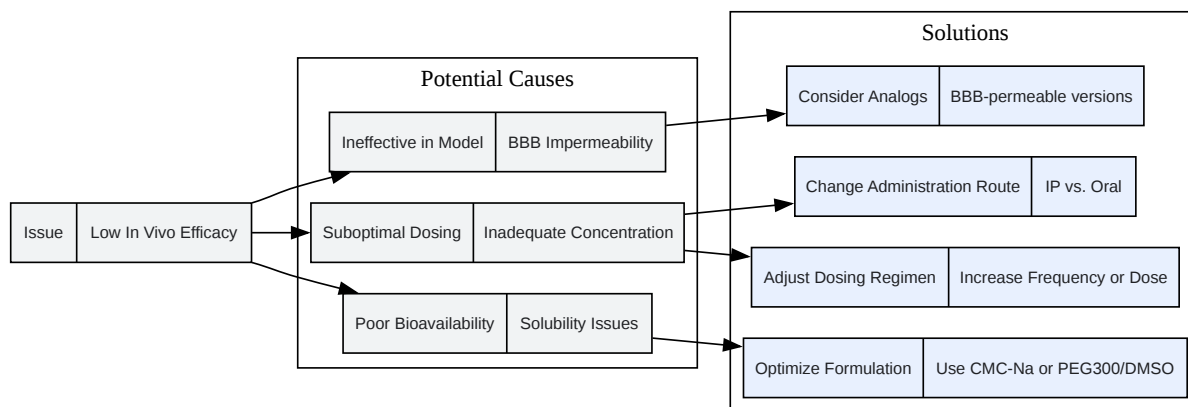 Solutions
Potential Causes
Consider Analogs
BBB-permeable versions
Ineffective in Model
BBB Impermeability
Change Administration Route
IP vs. Oral
Issue
Low In Vivo Efficacy
Suboptimal Dosing
Inadequate Concentration
Adjust Dosing Regimen
Increase Frequency or Dose
Poor Bioavailability
Solubility Issues
Optimize Formulation
Use CMC-Na or PEG300/DMSO